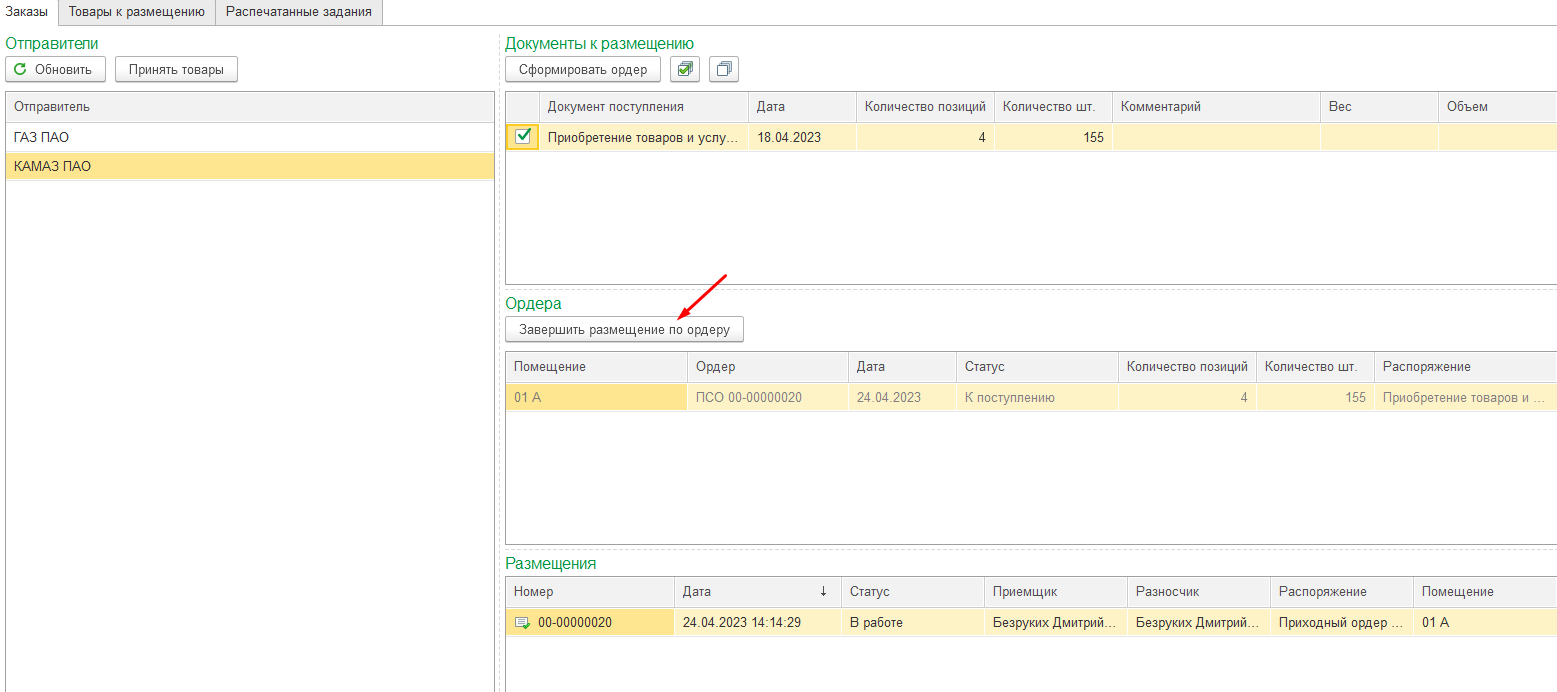 Заказы Товары к размещению Распечатанные задания
Отправители
Обновить Принять товары
Отправитель
ГАЗ ПАО
КАМАЗ ПАО
Документы к размещению
Сформировать ордер
Документ поступления Дата Количество позиций Количество шт. Комментарий Вес Объем
Приобретение товаров и услу... 18.04.2023 4 155
Ордера
Завершить размещение по ордеру
Помещение Ордер Дата Статус Количество позиций Количество шт. Распоряжение
01 А ПСО 00-00000020 24.04.2023 К поступлению 4 155 Приобретение товаров и ...
Размещения
Номер Дата ↓ Статус Приемщик Разносчик Распоряжение Помещение
00-00000020 24.04.2023 14:14:29 В работе Безруких Дмитрий... Безруких Дмитрий... Приходный ордер ... 01 А